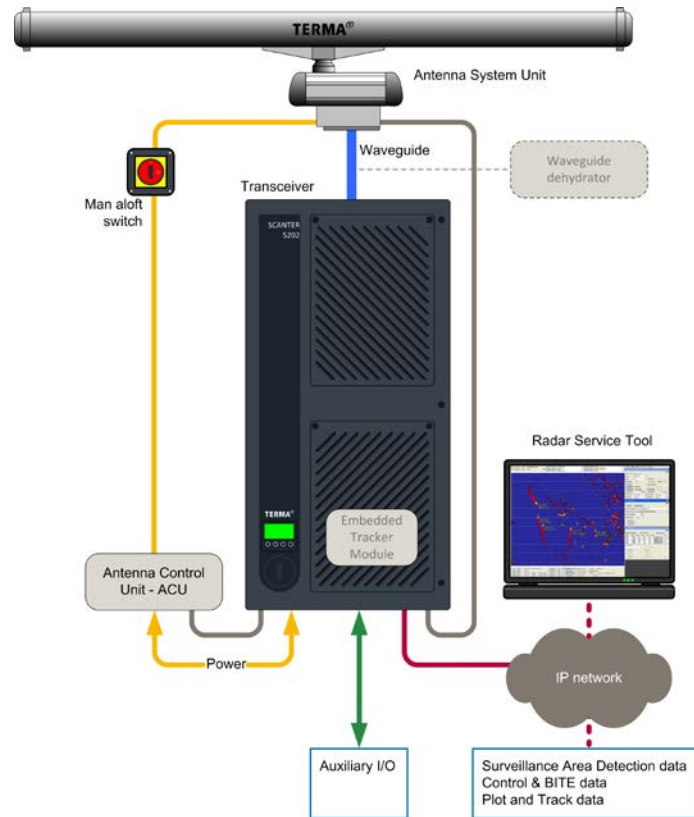 TERMA®
Antenna System Unit
Waveguide
Waveguide
dehydrator
Man aloft
switch
Transceiver
SCANTER
5202
Radar Service Tool
TERMA®
Embedded
Tracker
Module
Antenna Control
Unit - ACU
Power
IP network
Auxiliary I/O
Surveillance Area Detection data
Control & BITE data
Plot and Track data